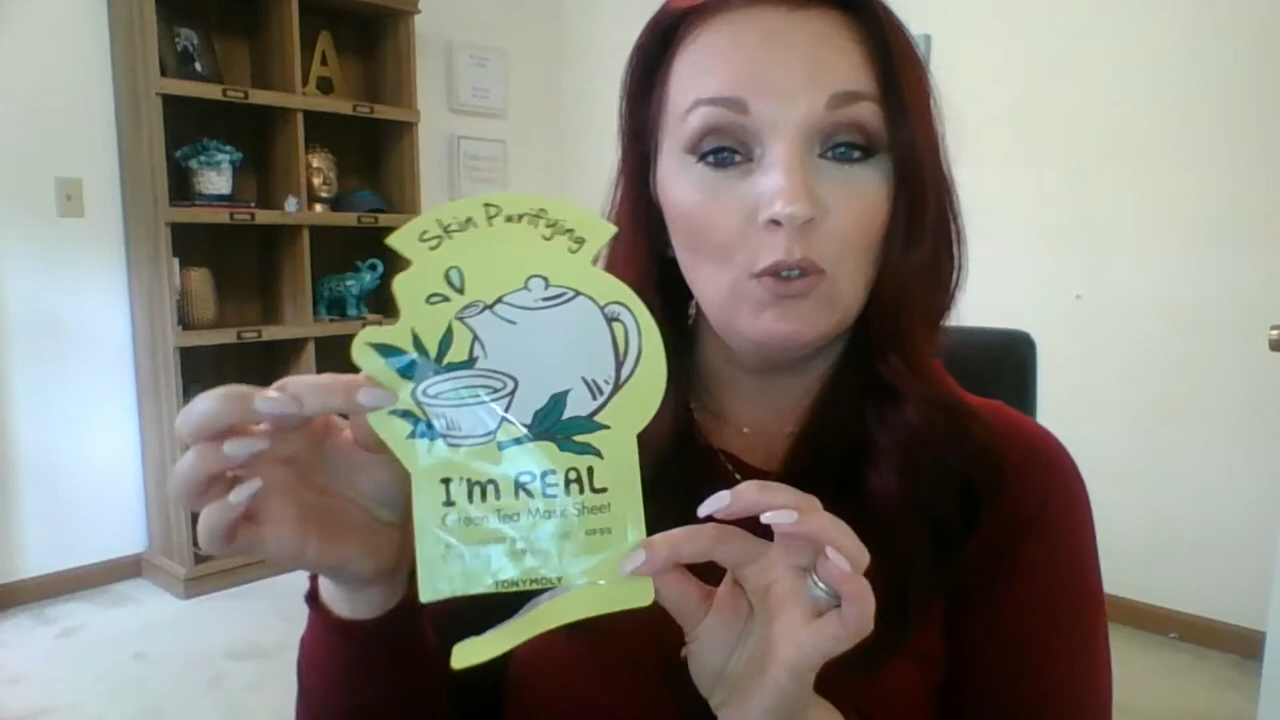 A
Skin Purifying
I'm REAL
Green Tea Mask Sheet
TONYMOLY